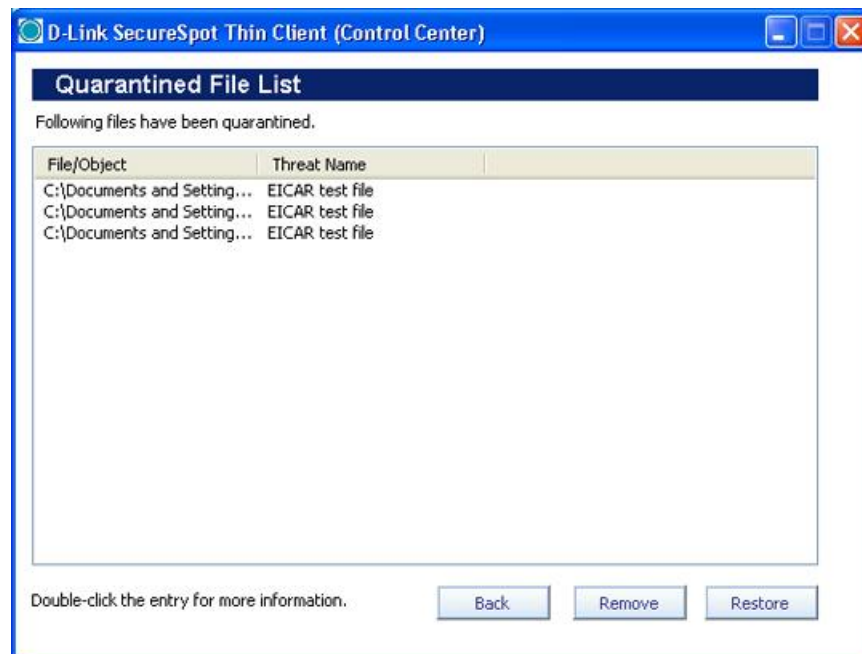 D-Link SecureSpot Thin Client (Control Center)
Quarantined File List
Following files have been quarantined.
File/Object Threat Name
C:\Documents and Setting... EICAR test file
C:\Documents and Setting... EICAR test file
C:\Documents and Setting... EICAR test file
Double-click the entry for more information. Back Remove Restore